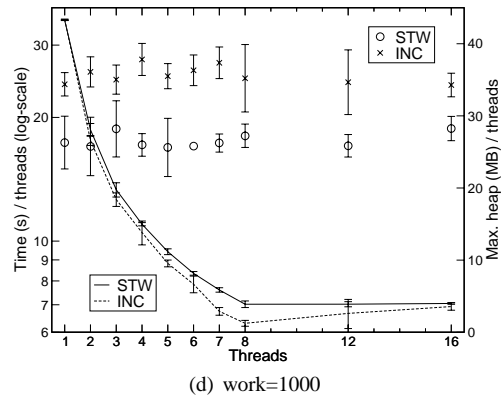 Time (s) / threads (log-scale)
30
20
10
9
8
7
6
STW
INC
STW
INC
40
30
20
10
0
Max. heap (MB) / threads
1 2 3 4 5 6 7 8 12 16
Threads
(d) work=1000